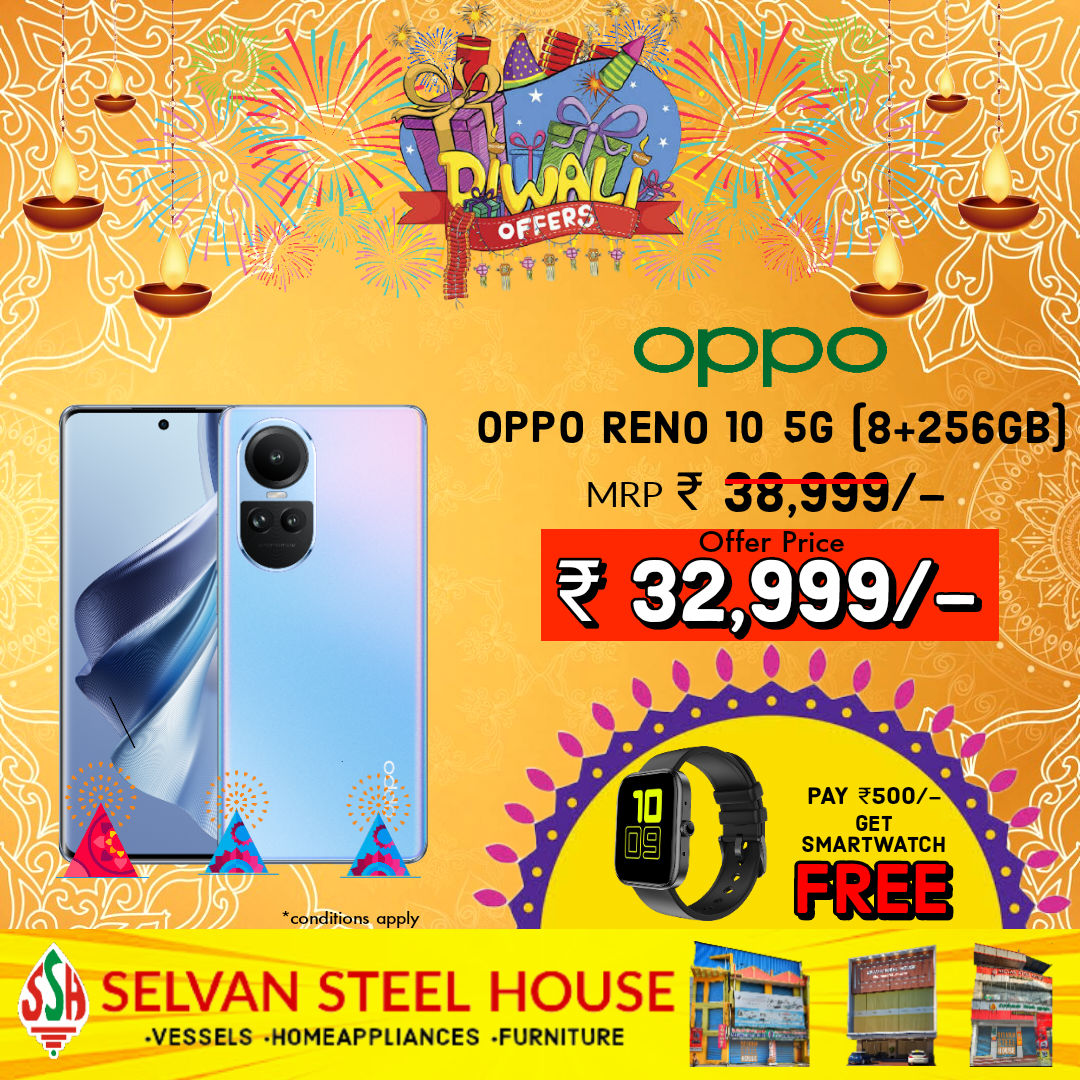 DIWALI
OFFERS
oppo
OPPO RENO 10 5G (8+256GB)
MRP ₹ 38,999/-
Offer Price
₹ 32,999/-
10
09
PAY ₹500/-
GET
SMARTWATCH
FREE
*conditions apply
SSH
SELVAN STEEL HOUSE
·VESSELS ·HOMEAPPLIANCES ·FURNITURE